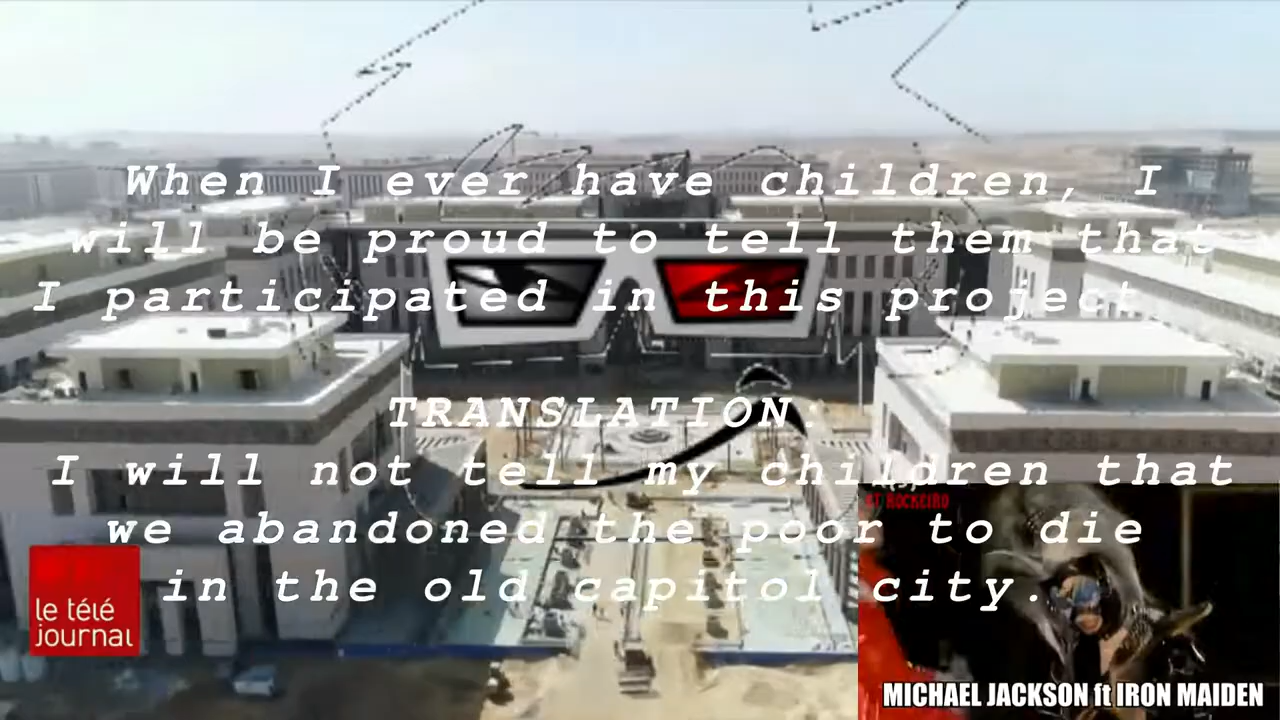 When I ever have children, I
will be proud to tell them that
I participated in this project.
TRANSLATION:
I will not tell my children that
we abandoned the poor to die
in the old capitol city.
le télé
journal
AT ROCKEIRO
MICHAEL JACKSON ft IRON MAIDEN